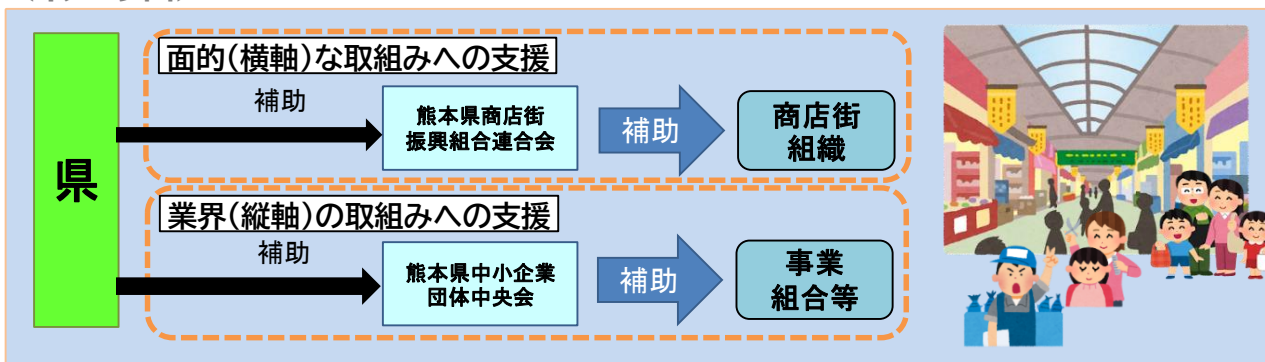 県
面的(横軸)な取組みへの支援
補助
熊本県商店街
振興組合連合会
補助
商店街
組織
業界(縦軸)の取組みへの支援
補助
熊本県中小企業
団体中央会
補助
事業
組合等